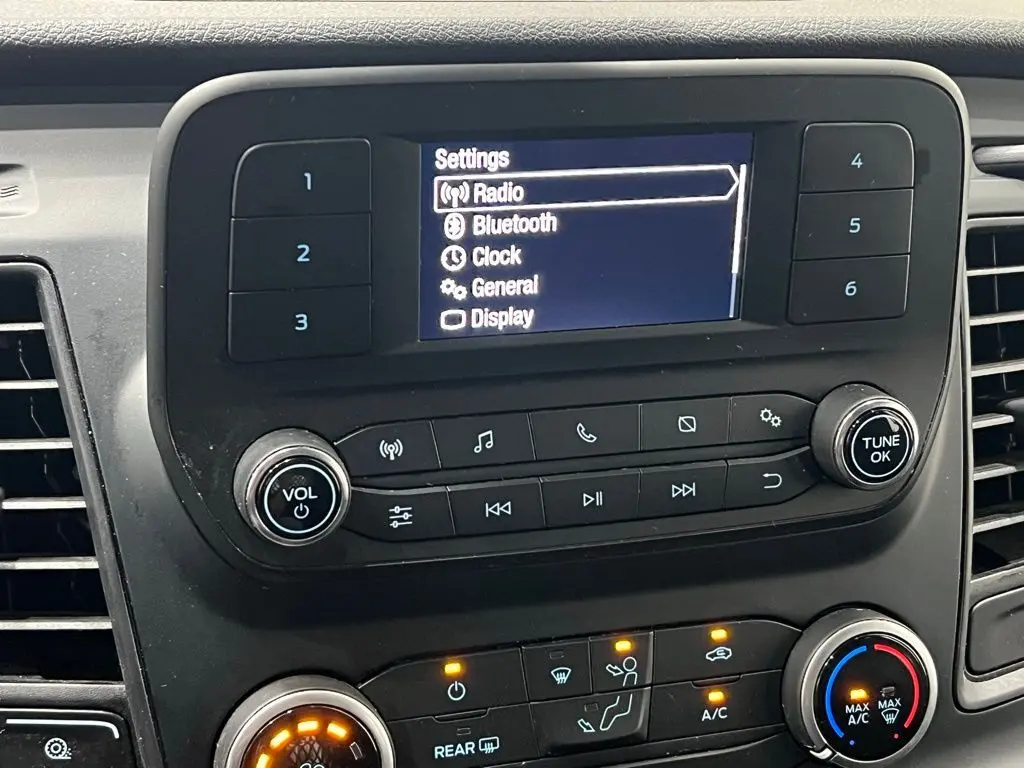 Settings
Radio
Bluetooth
Clock
General
Display
1
2
3
4
5
6
VOL
TUNE
OK
A/C
REAR
MAX
A/C
MAX